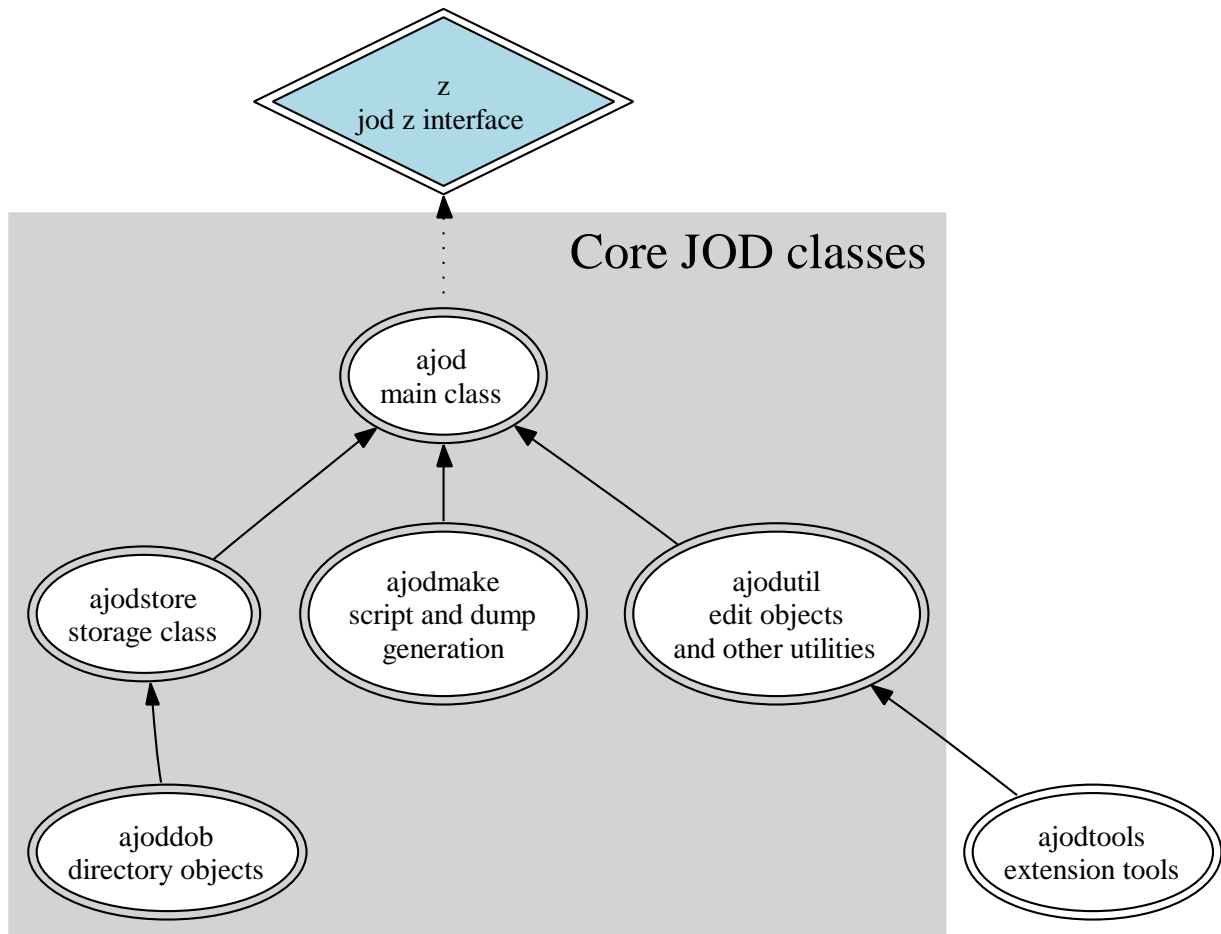 z
jod z interface
Core JOD classes
ajod
main class
ajodstore
storage class
ajodmake
script and dump
generation
ajodutil
edit objects
and other utilities
ajoddob
directory objects
ajodtools
extension tools